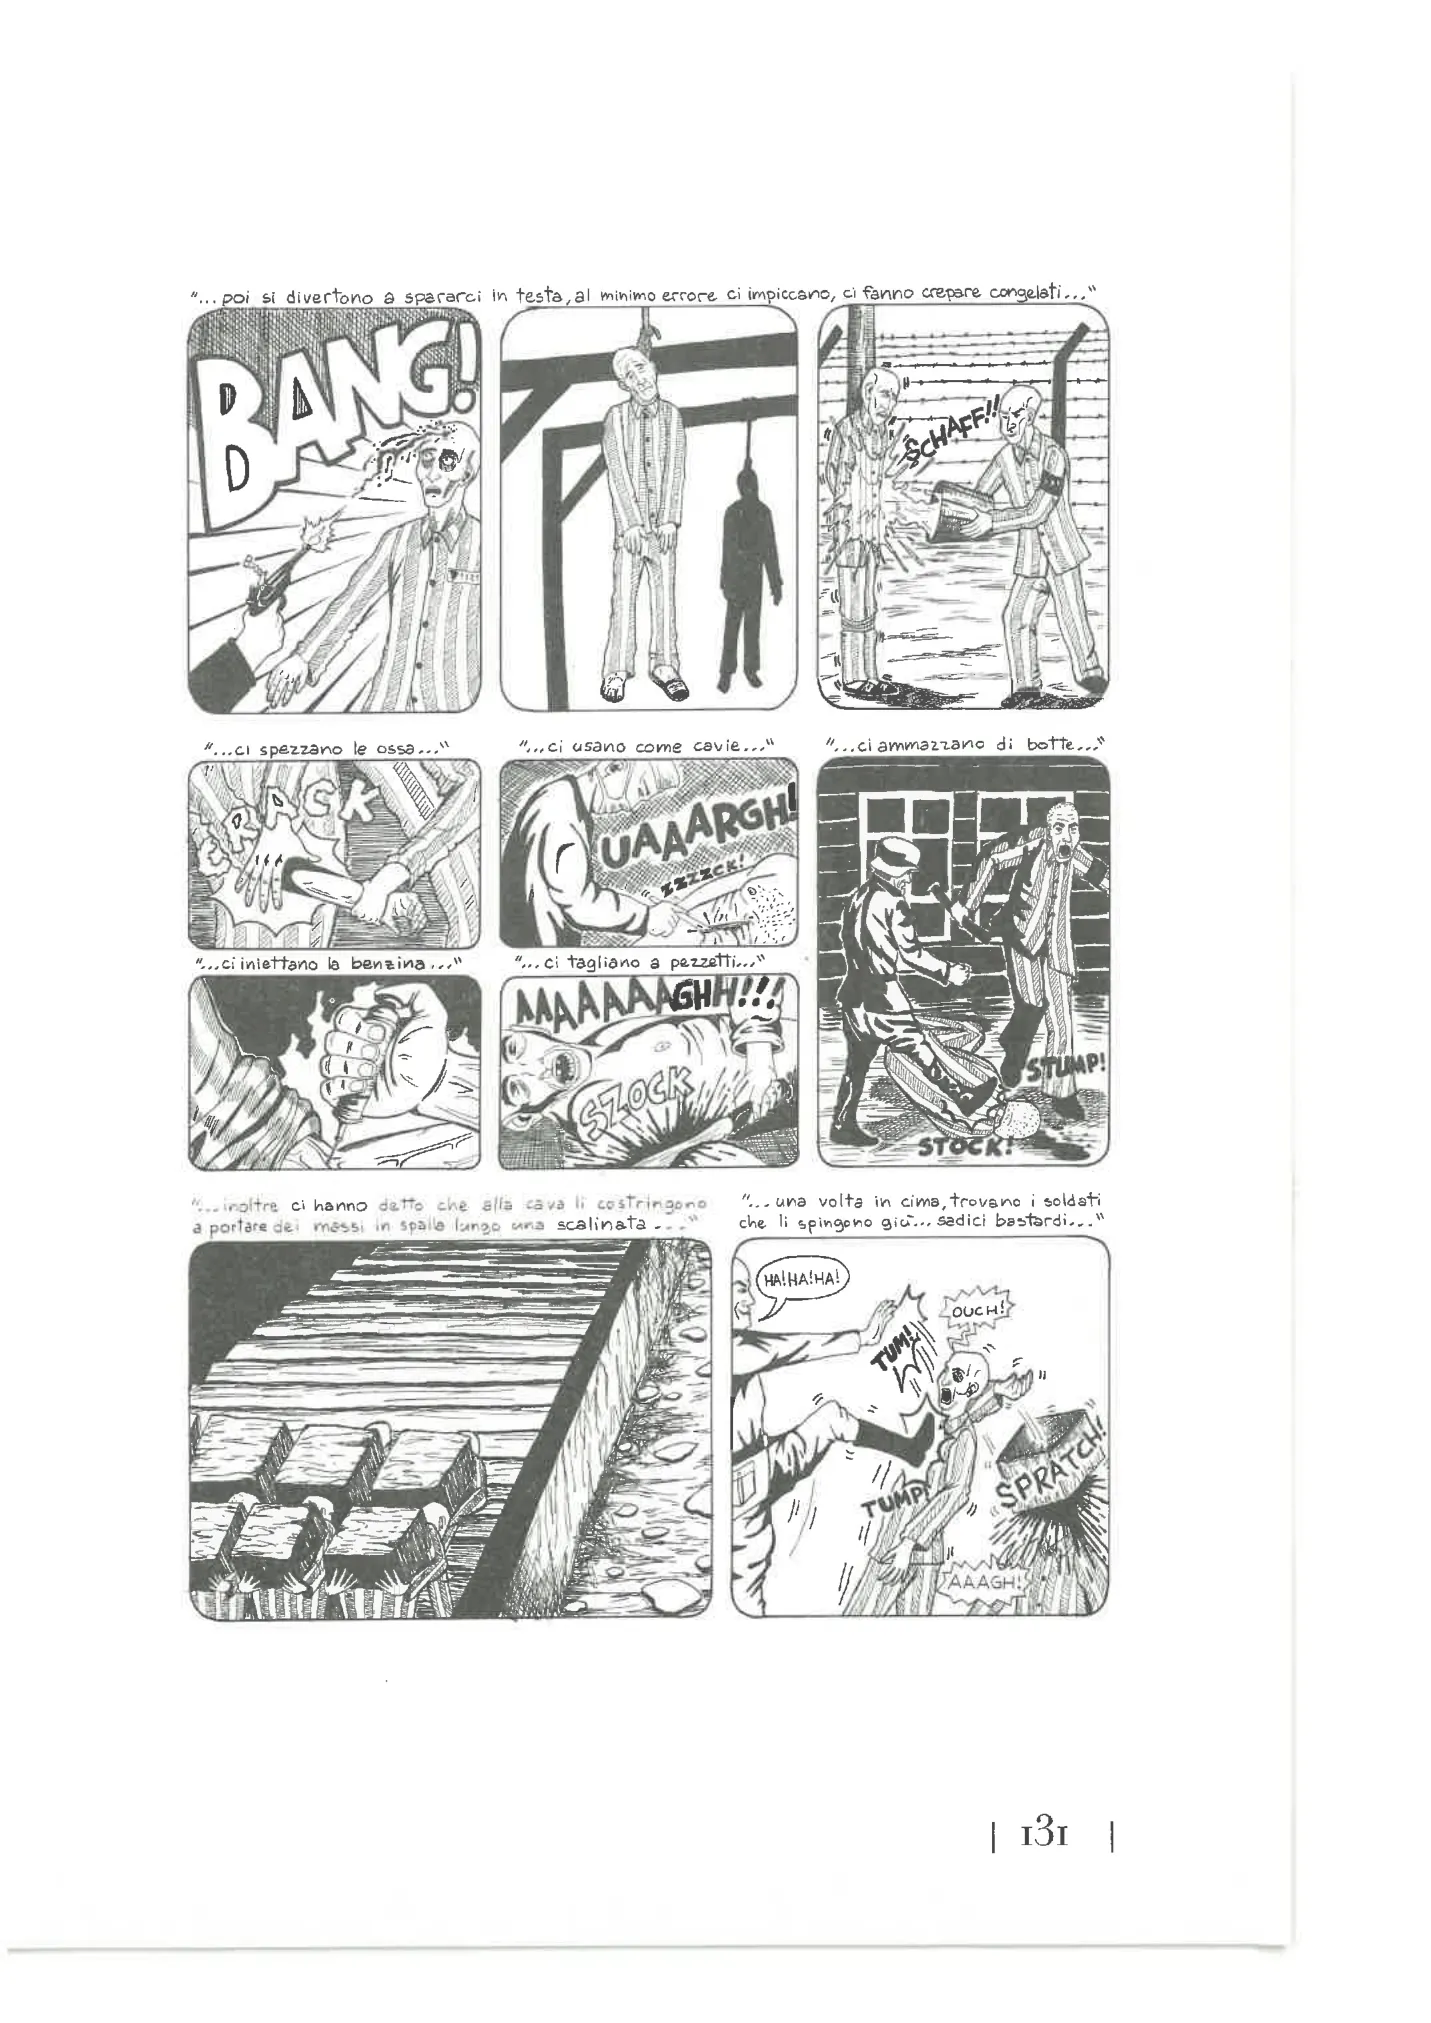 "...poi si divertono a spararci in testa, al minimo errore ci impiccano, ci fanno crepare congelati..."
BANG!
SCHAFF!!
"...ci spezzano le ossa..."
"...ci usano come cavie..."
"...ci ammazzano di botte..."
CRACK
UAAARGH!
ZZZZCK!
"...ci iniettano la benzina..."
"...ci tagliano a pezzetti..."
AAAAAAAGHH!!!
SZOCK
STUMP!
STOCK!
"...inoltre ci hanno detto che alla cava li costringono
a portare dei massi in spalla lungo una scalinata..."
"...una volta in cima, trovano i soldati
che li spingono giù... sadici bastardi..."
HA!HA!HA!
OUCH!
TUM!
SPRATCH!
TUMP!
AAAGH!
| 131 |